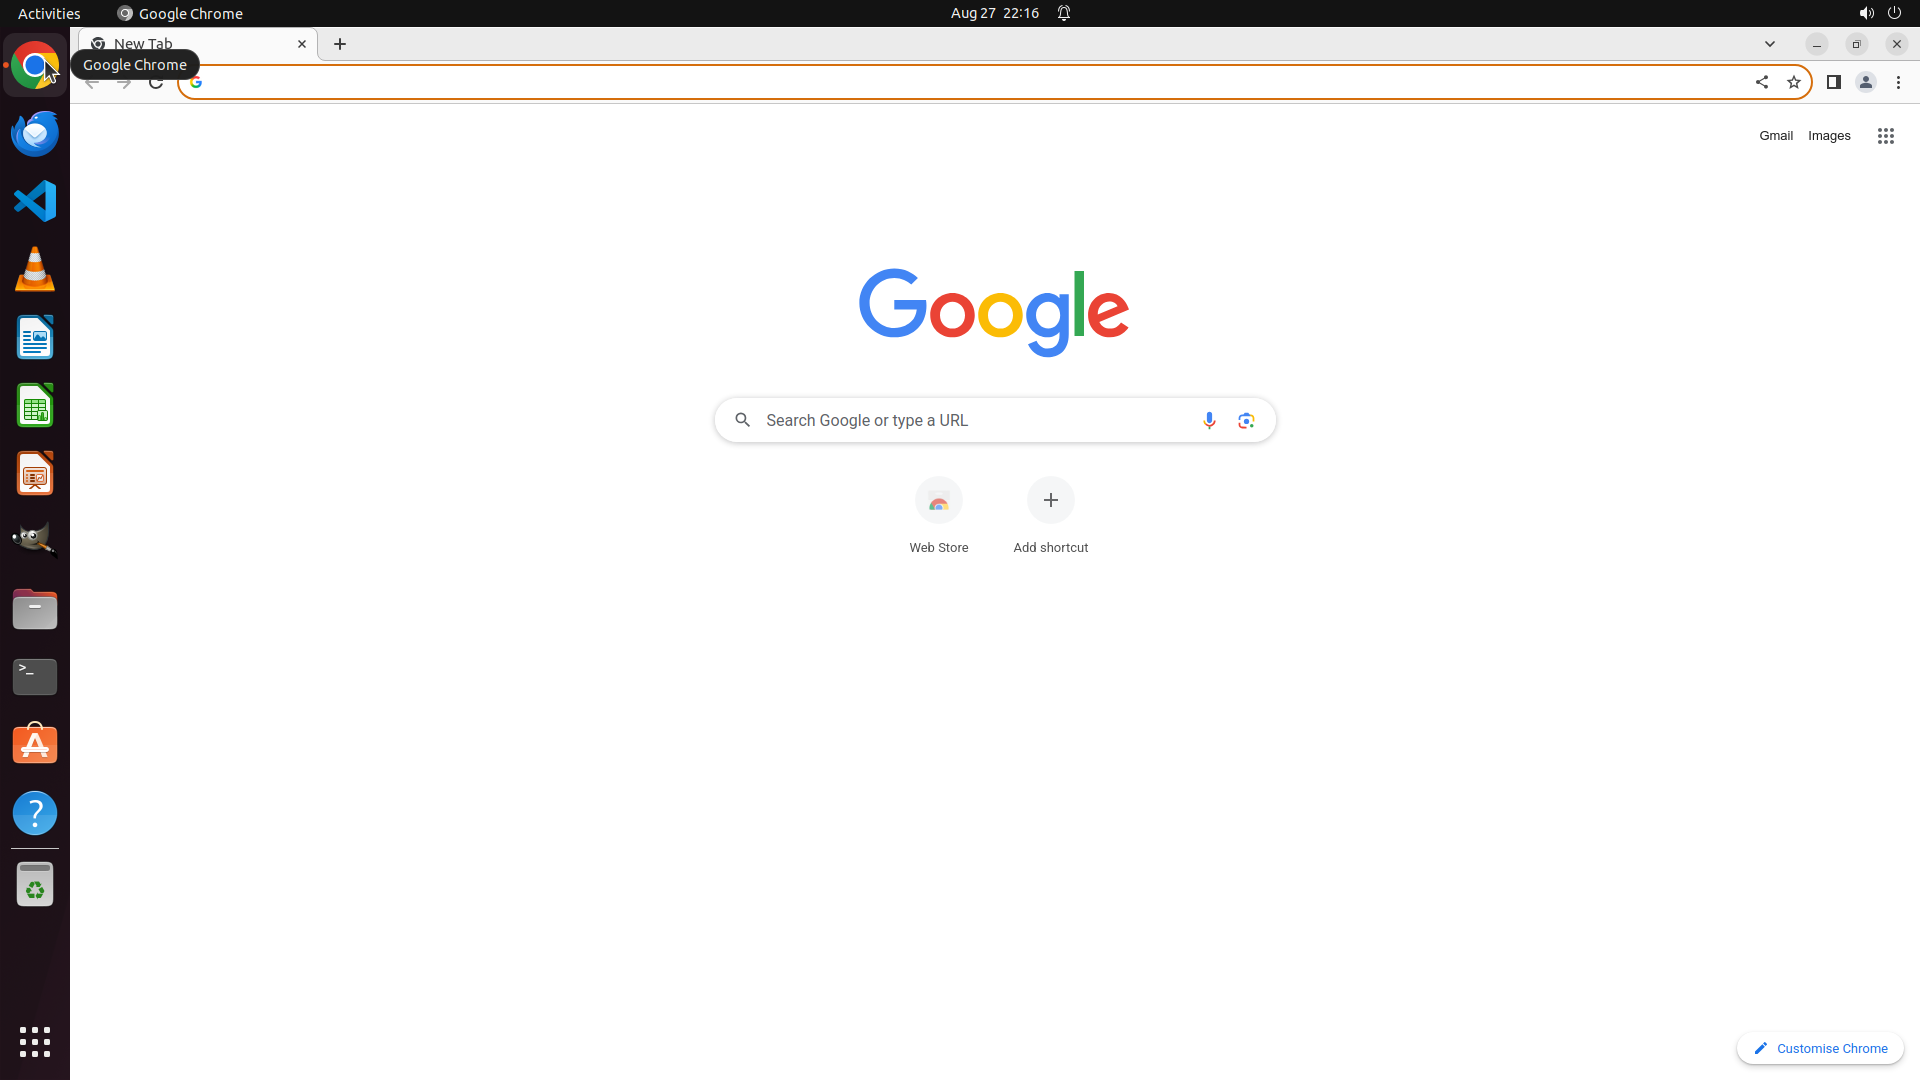 Activities
Google Chrome
Aug 27 22:16
New Tab
Google Chrome
Gmail
Images
Google
Search Google or type a URL
Web Store
Add shortcut
Customise Chrome